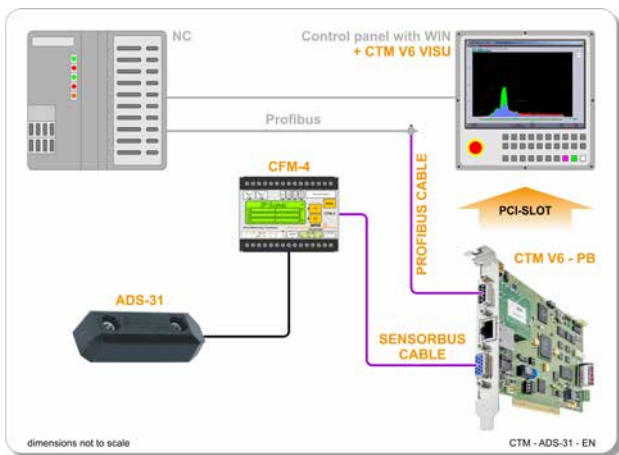 NC
Control panel with WIN
+ CTM V6 VISU
Profibus
CFM-4
PROFIBUS CABLE
PCI-SLOT
CTM V6 - PB
ADS-31
SENSORBUS
CABLE
dimensions not to scale
CTM - ADS-31 - EN